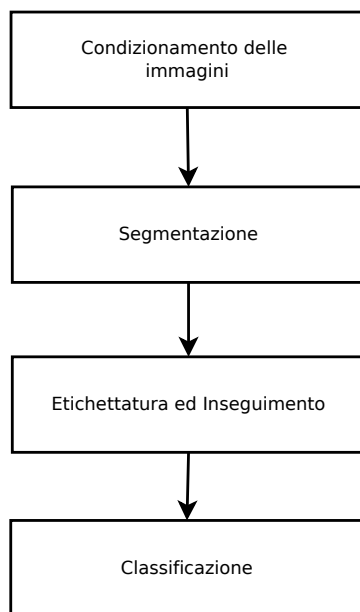 Condizionamento delle
immagini
Segmentazione
Etichettatura ed Inseguimento
Classificazione